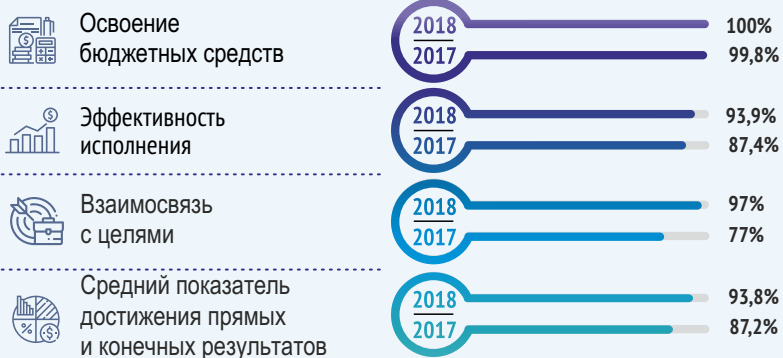 Освоение
бюджетных средств
2018
2017
100%
99,8%
Эффективность
исполнения
2018
2017
93,9%
87,4%
Взаимосвязь
с целями
2018
2017
97%
77%
Средний показатель
достижения прямых
и конечных результатов
2018
2017
93,8%
87,2%